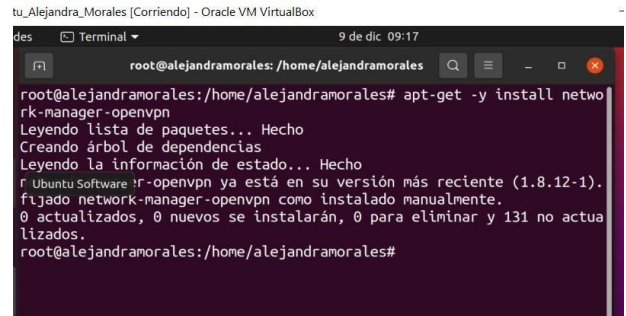 tu_Alejandra_Morales [Corriendo] - Oracle VM VirtualBox
des Terminal 9 de dic 09:17
root@alejandramorales: /home/alejandramorales
root@alejandramorales:/home/alejandramorales# apt-get -y install netwo
rk-manager-openvpn
Leyendo lista de paquetes... Hecho
Creando árbol de dependencias
Leyendo la información de estado... Hecho
Ubuntu Software er-openvpn ya está en su versión más reciente (1.8.12-1).
fijado network-manager-openvpn como instalado manualmente.
0 actualizados, 0 nuevos se instalarán, 0 para eliminar y 131 no actua
lizados.
root@alejandramorales:/home/alejandramorales#